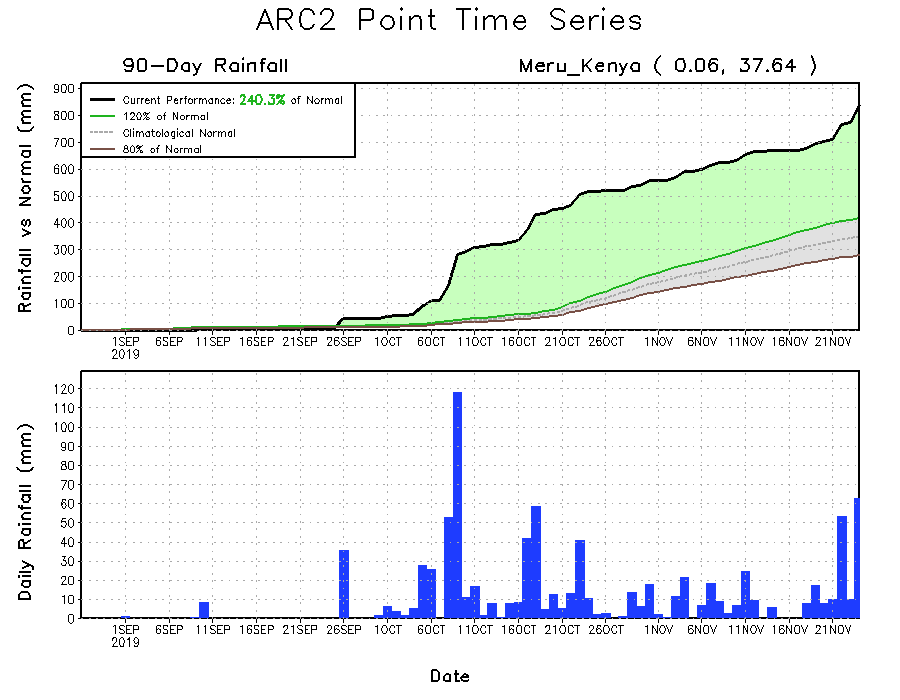 ARC2 Point Time Series
90-Day Rainfall
Meru_Kenya ( 0.06, 37.64 )
Rainfall vs Normal (mm)
Current Performance: 240.3% of Normal
120% of Normal
Climatological Normal
80% of Normal
900
800
700
600
500
400
300
200
100
0
1SEP 6SEP 11SEP 16SEP 21SEP 26SEP 1OCT 6OCT 11OCT 16OCT 21OCT 26OCT 1NOV 6NOV 11NOV 16NOV 21NOV
2019
Daily Rainfall (mm)
120
110
100
90
80
70
60
50
40
30
20
10
0
1SEP 6SEP 11SEP 16SEP 21SEP 26SEP 1OCT 6OCT 11OCT 16OCT 21OCT 26OCT 1NOV 6NOV 11NOV 16NOV 21NOV
2019
Date